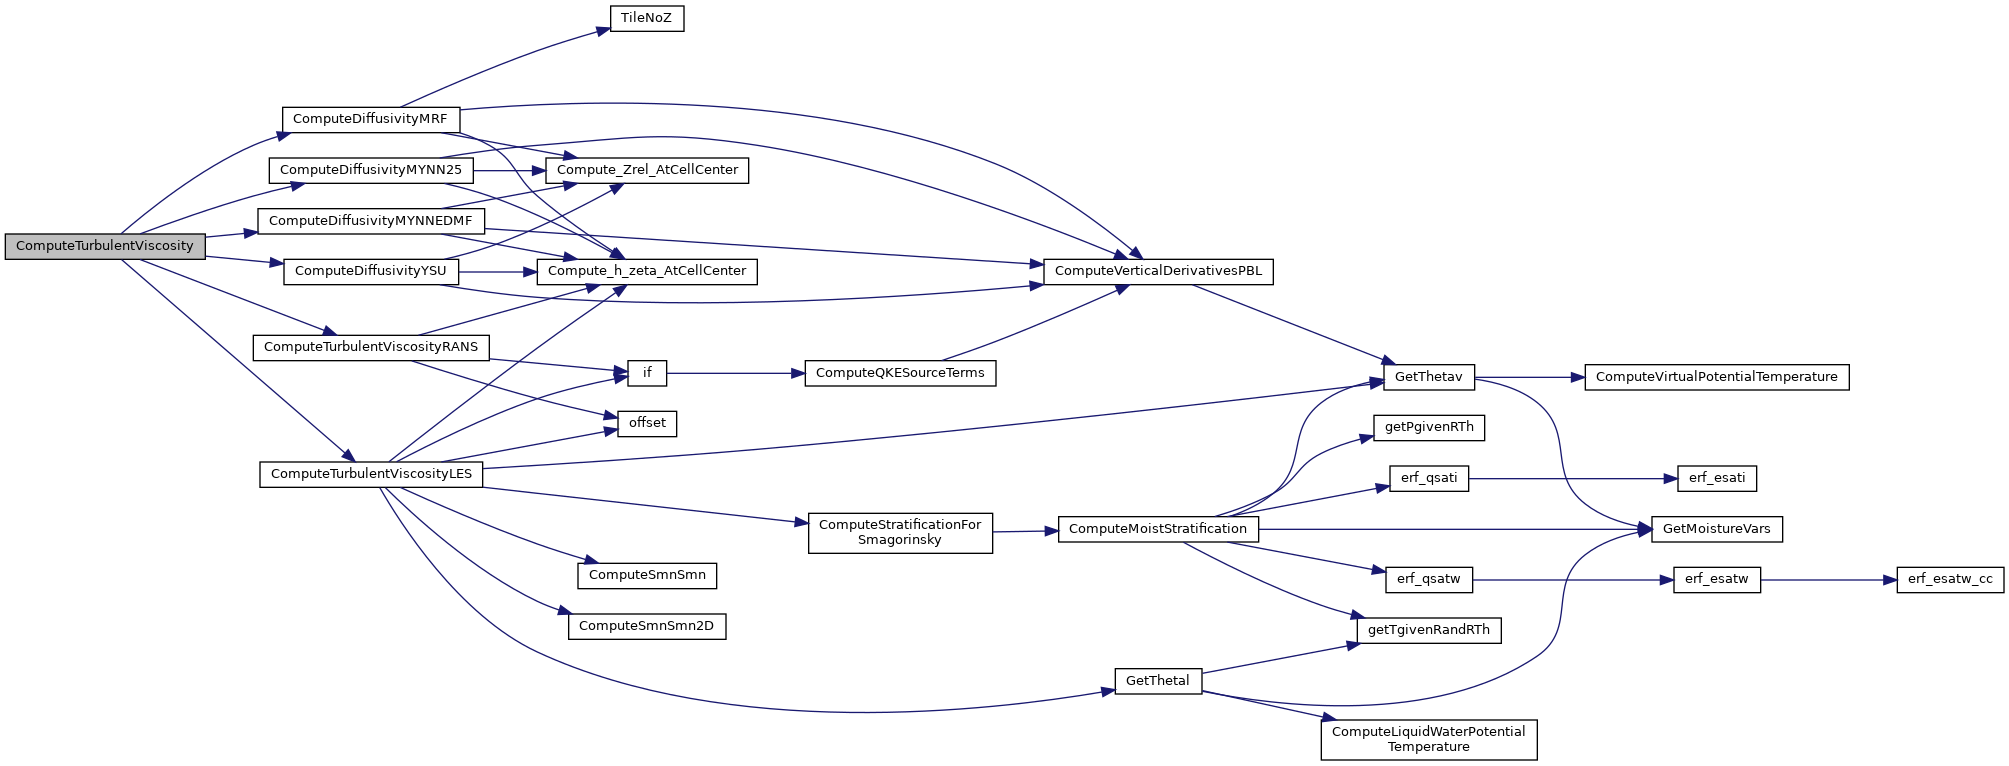 TileNoZ
ComputeDiffusivityMRF
ComputeDiffusivityMYNN25
Compute_Zrel_AtCellCenter
ComputeDiffusivityMYNNEDMF
ComputeTurbulentViscosity
ComputeDiffusivityYSU
Compute_h_zeta_AtCellCenter
ComputeVerticalDerivativesPBL
ComputeTurbulentViscosityRANS
if
ComputeQKESourceTerms
GetThetav
ComputeVirtualPotentialTemperature
offset
getPgivenRTh
ComputeTurbulentViscosityLES
erf_qsati
erf_esati
ComputeStratificationFor
Smagorinsky
ComputeMoistStratification
GetMoistureVars
ComputeSmnSmn
erf_qsatw
erf_esatw
erf_esatw_cc
ComputeSmnSmn2D
getTgivenRandRTh
GetThetal
ComputeLiquidWaterPotential
Temperature